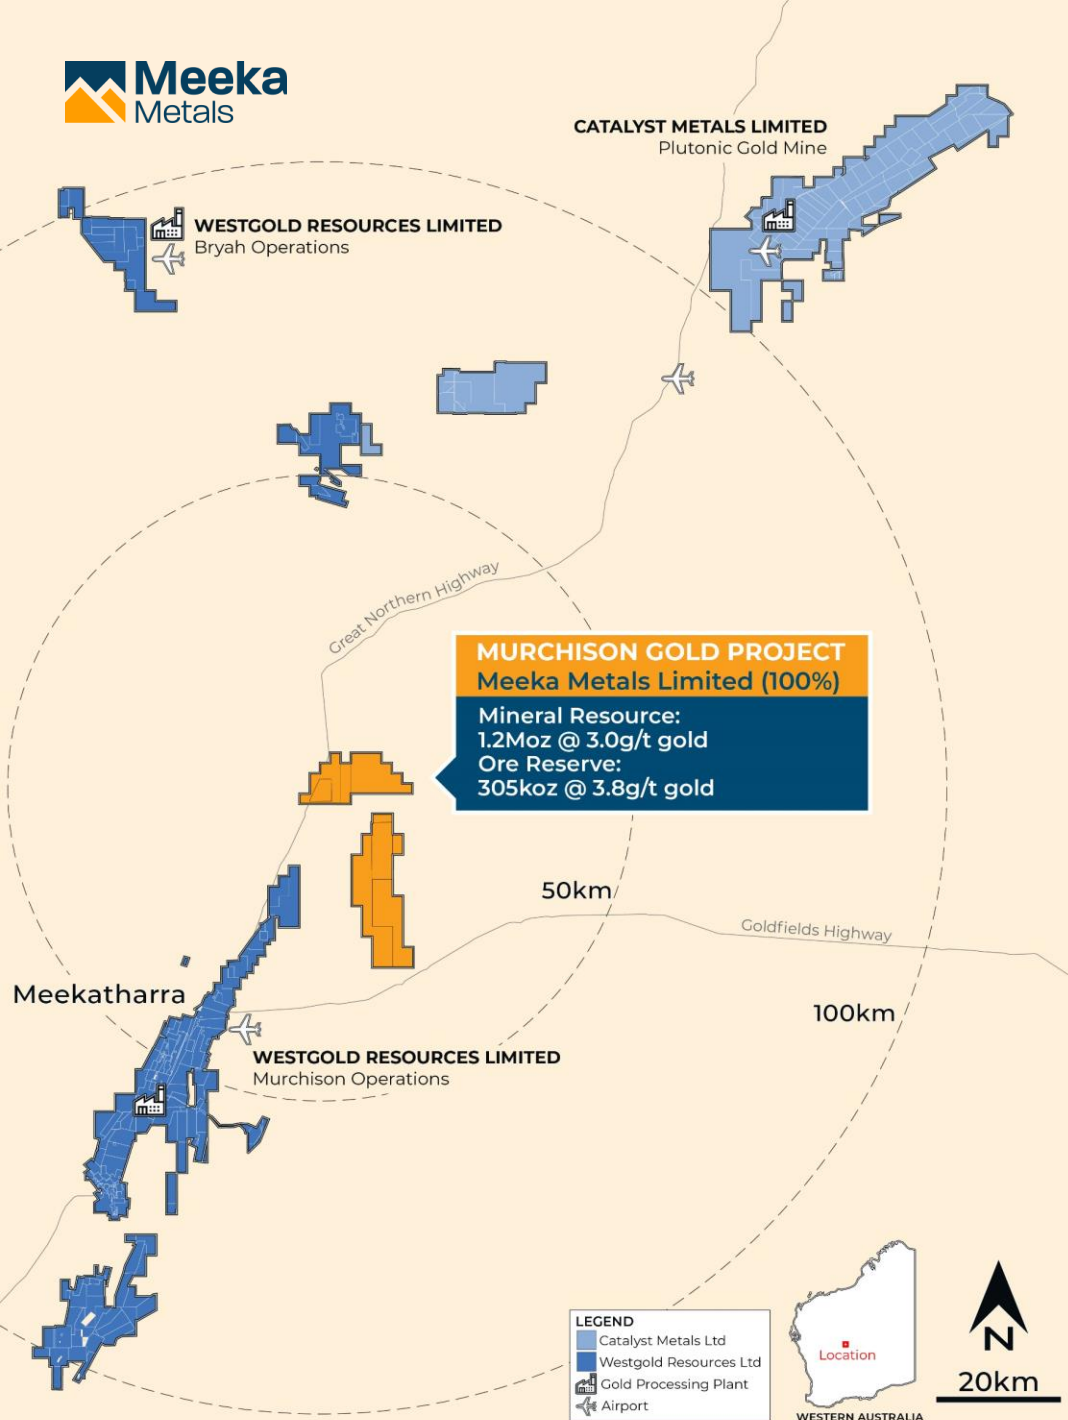 Meeka
Metals
CATALYST METALS LIMITED
Plutonic Gold Mine
WESTGOLD RESOURCES LIMITED
Bryah Operations
Great Northern Highway
MURCHISON GOLD PROJECT
Meeka Metals Limited (100%)
Mineral Resource:
1.2Moz @ 3.0g/t gold
Ore Reserve:
305koz @ 3.8g/t gold
50km
Goldfields Highway
Meekatharra
100km
WESTGOLD RESOURCES LIMITED
Murchison Operations
LEGEND
Catalyst Metals Ltd
Westgold Resources Ltd
Gold Processing Plant
Airport
Location
WESTERN AUSTRALIA
N
20km